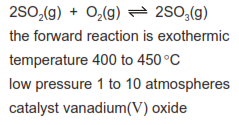 2SO₂(g) + O₂(g) ⇌ 2SO₃(g)
the forward reaction is exothermic
temperature 400 to 450 °C
low pressure 1 to 10 atmospheres
catalyst vanadium(V) oxide